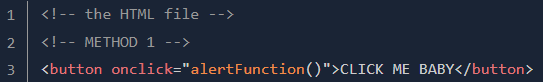 1 <!-- the HTML file -->
2 <!-- METHOD 1 -->
3 <button onclick="alertFunction()">CLICK ME BABY</button>